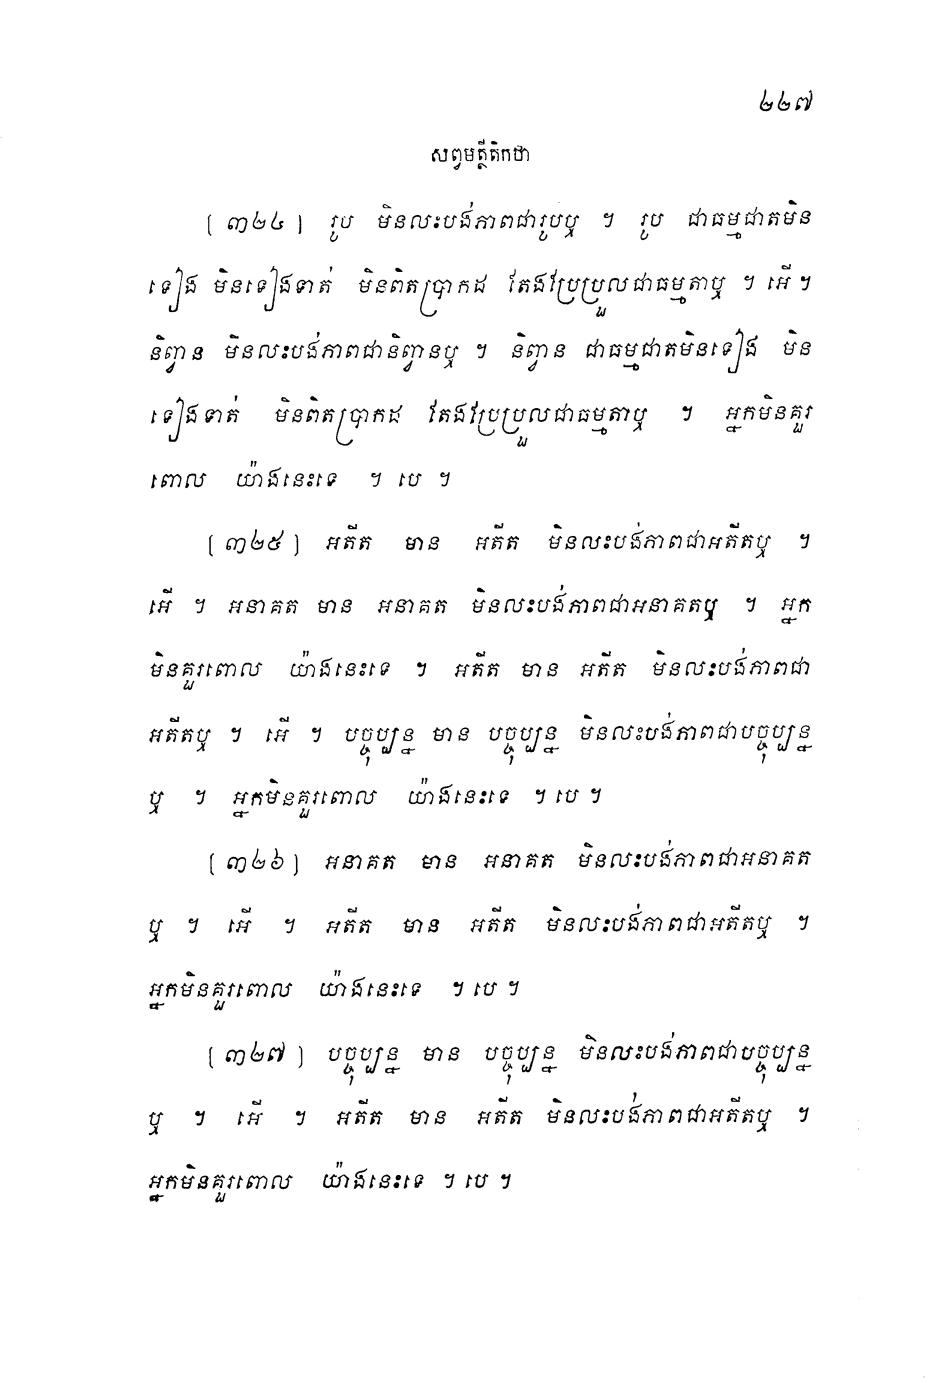 ២២៧
សព្វមត្ថីតិកថា
[ ៣២៤ ] រូប មិនលះបង់ភាពជារូបឬ ។ រូប ជាធម្មជាតមិន
ទៀង មិនទៀងទាត់ មិនពិតប្រាកដ តែងប្រែប្រួលជាធម្មតាឬ ។ អើ ។
និព្វាន មិនលះបង់ភាពជានិព្វានឬ ។ និព្វាន ជាធម្មជាតមិនទៀង មិន
ទៀងទាត់ មិនពិតប្រាកដ តែងប្រែប្រួលជាធម្មតាឬ ។ អ្នកមិនគួរ
ពោល យ៉ាងនេះទេ ។ បេ ។
[ ៣២៥ ] អតីត មាន អតីត មិនលះបង់ភាពជាអតីតឬ ។
អើ ។ អនាគត មាន អនាគត មិនលះបង់ភាពជាអនាគតឬ ។ អ្នក
មិនគួរពោល យ៉ាងនេះទេ ។ អតីត មាន អតីត មិនលះបង់ភាពជា
អតីតឬ ។ អើ ។ បច្ចុប្បន្ន មាន បច្ចុប្បន្ន មិនលះបង់ភាពជាបច្ចុប្បន្ន
ឬ ។ អ្នកមិនគួរពោល យ៉ាងនេះទេ ។ បេ ។
[ ៣២៦ ] អនាគត មាន អនាគត មិនលះបង់ភាពជាអនាគត
ឬ ។ អើ ។ អតីត មាន អតីត មិនលះបង់ភាពជាអតីតឬ ។
អ្នកមិនគួរពោល យ៉ាងនេះទេ ។ បេ ។
[ ៣២៧ ] បច្ចុប្បន្ន មាន បច្ចុប្បន្ន មិនលះបង់ភាពជាបច្ចុប្បន្ន
ឬ ។ អើ ។ អតីត មាន អតីត មិនលះបង់ភាពជាអតីតឬ ។
អ្នកមិនគួរពោល យ៉ាងនេះទេ ។ បេ ។